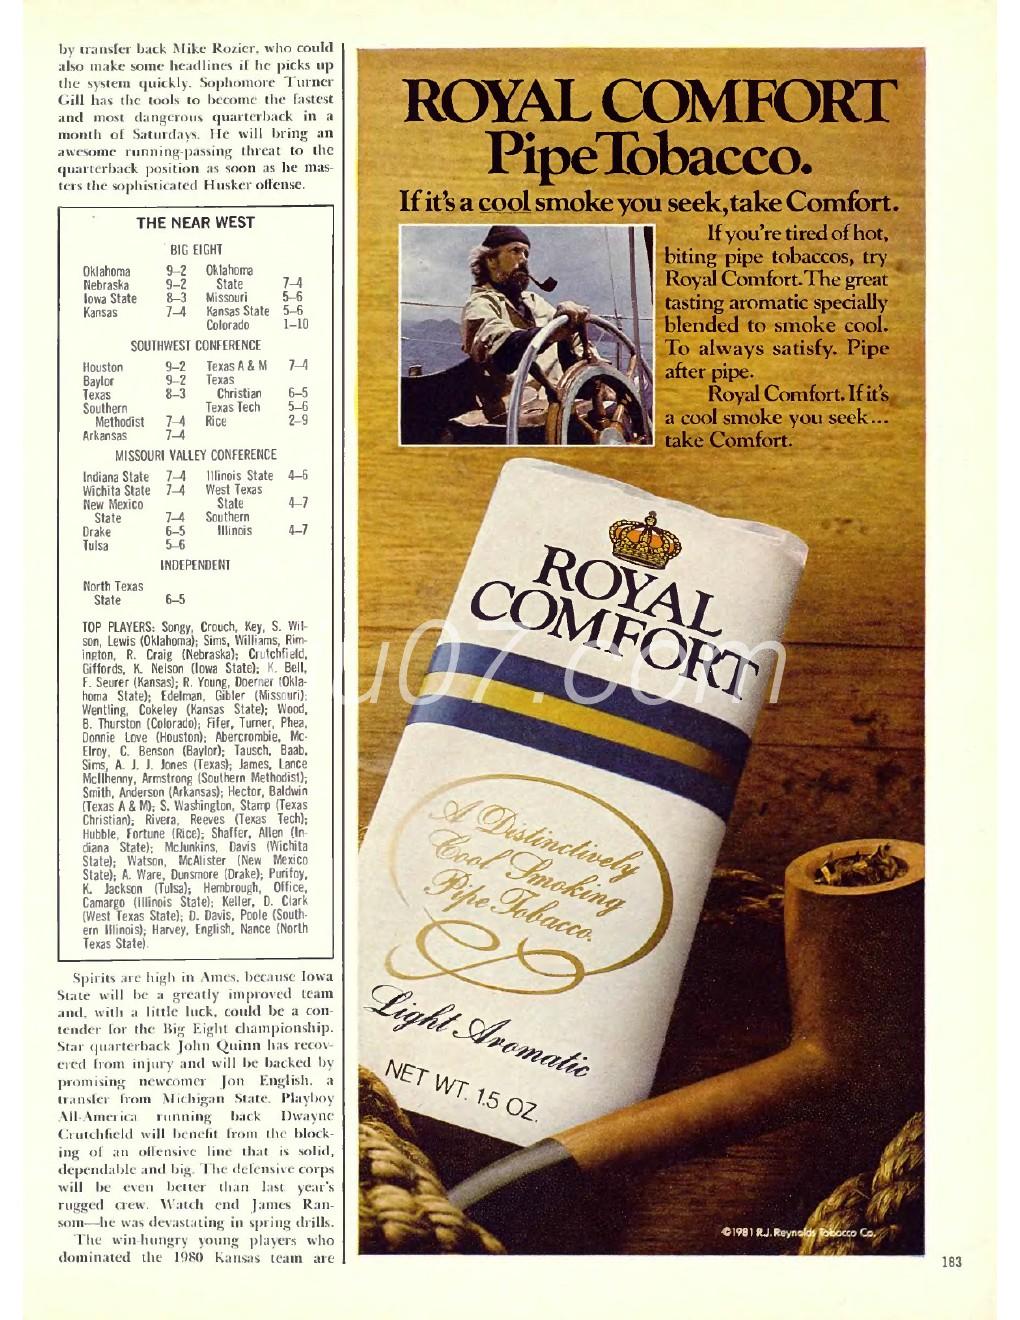 by transfer back Mike Rozier, who could
also make some headlines if he picks up
the system quickly. Sophomore Turner
Gill has the tools to become the fastest
and most dangerous quarterback in a
month of Saturdays. He will bring an
awesome running-passing threat to the
quarterback position as soon as he mas-
ters the sophisticated Husker offense.
THE NEAR WEST
BIG EIGHT
Oklahoma 9–2
Nebraska 9–2
Iowa State 8–3
Kansas 7–4
Oklahoma
State 7–4
Missouri 5–6
Kansas State 5–6
Colorado 1–10
SOUTHWEST CONFERENCE
Houston 9–2
Baylor 9–2
Texas 8–3
Southern
Methodist 7–4
Arkansas 7–4
Texas A & M 7–4
Texas
Christian 6–5
Texas Tech 5–6
Rice 2–9
MISSOURI VALLEY CONFERENCE
Indiana State 7–4
Wichita State 7–4
New Mexico
State 7–4
Drake 6–5
Tulsa 5–6
Illinois State 4–6
West Texas
State 4–7
Southern
Illinois 4–7
INDEPENDENT
North Texas
State 6–5
TOP PLAYERS: Songy, Crouch, Key, S. Wil-
son, Lewis (Oklahoma); Sims, Williams, Rim-
ington, R. Craig (Nebraska); Crutchfield,
Giffords, K. Nelson (Iowa State); K. Bell,
F. Seurer (Kansas); R. Young, Doerner (Okla-
homa State); Edelman, Gibler (Missouri);
Wentling, Cokeley (Kansas State); Wood,
B. Thurston (Colorado); Fifer, Turner, Phea,
Donnie Love (Houston); Abercrombie, Mc-
Elroy, C. Benson (Baylor); Tausch, Baab,
Sims, A. J. J. Jones (Texas); James, Lance
McIlhenny, Armstrong (Southern Methodist);
Smith, Anderson (Arkansas); Hector, Baldwin
(Texas A & M); S. Washington, Stamp (Texas
Christian); Rivera, Reeves (Texas Tech);
Hubble, Fortune (Rice); Shaffer, Allen (In-
diana State); McJunkins, Davis (Wichita
State); Watson, McAlister (New Mexico
State); A. Ware, Dunsmore (Drake); Purifoy,
K. Jackson (Tulsa); Hembrough, Office,
Camargo (Illinois State); Keller, D. Clark
(West Texas State); D. Davis, Poole (South-
ern Illinois); Harvey, English, Nance (North
Texas State).
Spirits are high in Ames, because Iowa
State will be a greatly improved team
and, with a little luck, could be a con-
tender for the Big Eight championship.
Star quarterback John Quinn has recov-
ered from injury and will be backed by
promising newcomer Jon English, a
transfer from Michigan State. Playboy
All-America running back Dwayne
Crutchfield will benefit from the block-
ing of an offensive line that is solid,
dependable and big. The defensive corps
will be even better than last year's
rugged crew. Watch end James Ran-
som—he was devastating in spring drills.
The win-hungry young players who
dominated the 1980 Kansas team are
ROYAL COMFORT
Pipe Tobacco.
If it's a cool smoke you seek, take Comfort.
If you're tired of hot,
biting pipe tobaccos, try
Royal Comfort. The great
tasting aromatic specially
blended to smoke cool.
To always satisfy. Pipe
after pipe.
Royal Comfort. If it's
a cool smoke you seek...
take Comfort.
ROYAL
COMFORT
A Distinctively
Cool Smoking
Pipe Tobacco.
Light Aromatic
NET WT. 1.5 OZ.
©1981 R.J. Reynolds Tobacco Co.
183